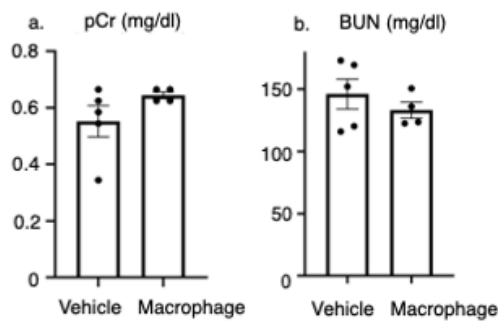 a. pCr (mg/dl)
0.8
0.6
0.4
0.2
0
Vehicle Macrophage
b. BUN (mg/dl)
150
100
50
0
Vehicle Macrophage